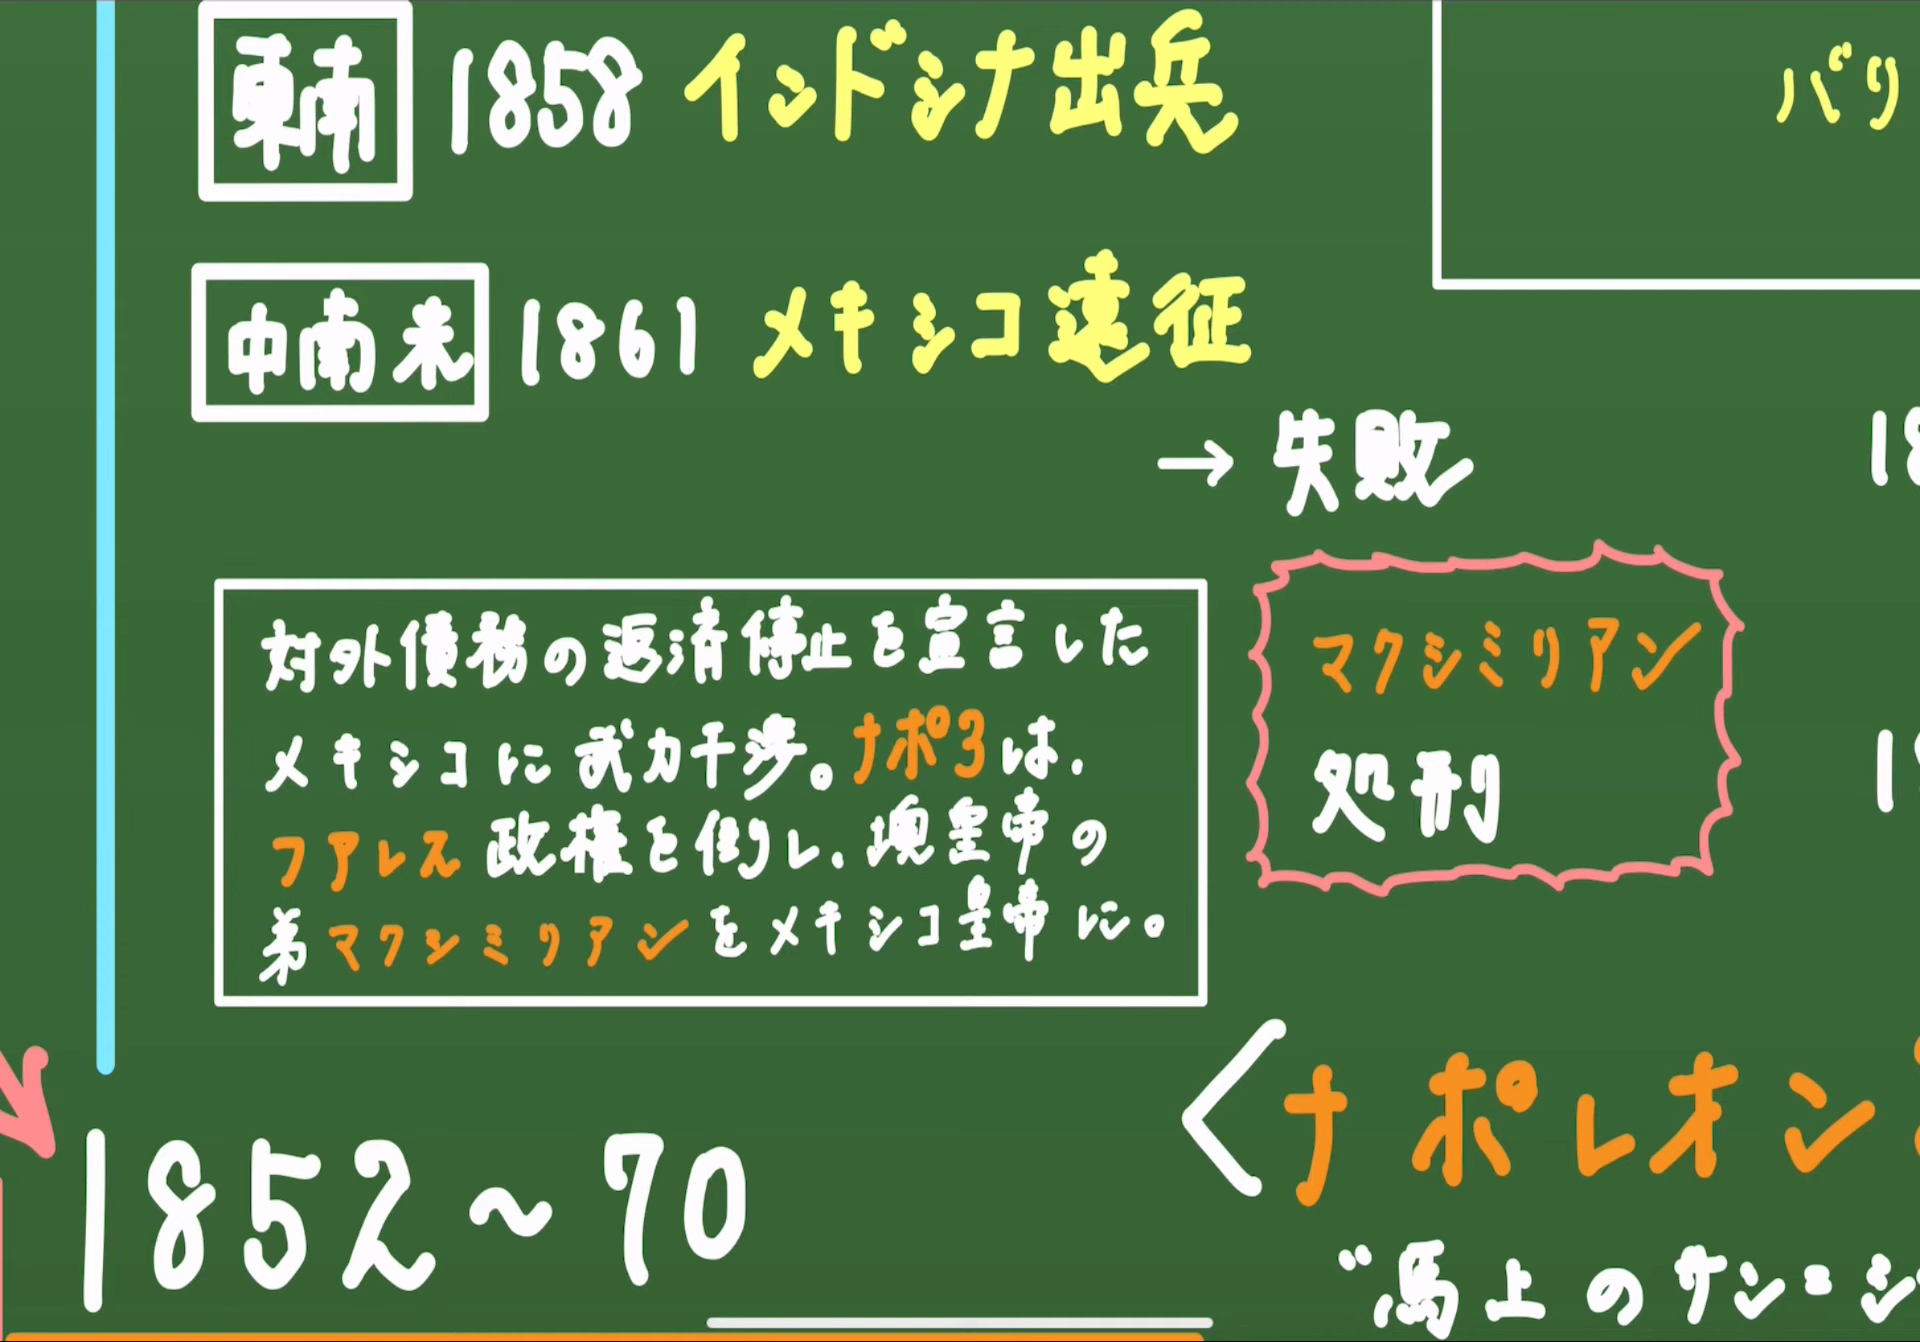 東南 1858 インドシナ出兵
バリ
中南米 1861 メキシコ遠征
→失敗
18
対外債務の返済停止を宣言した
メキシコに武力干渉。ナポ3は、
フアレス政権を倒し、墺皇帝の
弟マクシミリアンをメキシコ皇帝に。
マクシミリアン
処刑
1852~70
<ナポレオン
"馬上のサン=シ